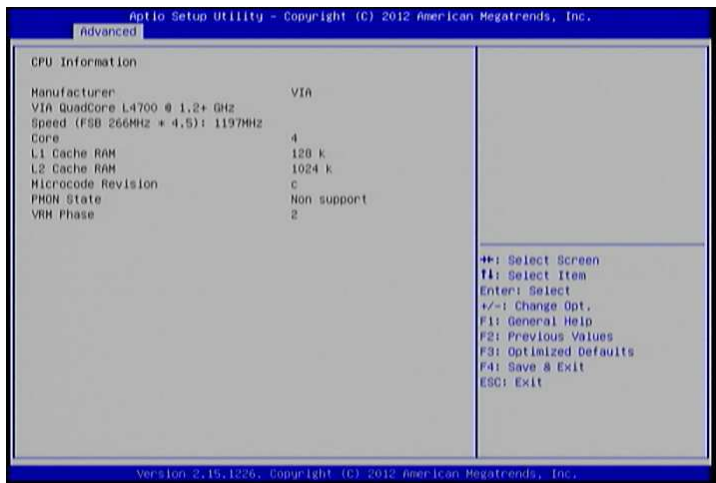 Aptio Setup Utility - Copyright (C) 2012 American Megatrends, Inc.
Advanced
CPU Information
Manufacturer VIA
VIA QuadCore L4700 @ 1.2+ GHz
Speed (FSB 266MHz * 4.5): 1197MHz
Core 4
L1 Cache RAM 128 k
L2 Cache RAM 1024 k
Microcode Revision c
PMON State Non support
VRM Phase 2
→←: Select Screen
↑↓: Select Item
Enter: Select
+/-: Change Opt.
F1: General Help
F2: Previous Values
F3: Optimized Defaults
F4: Save & Exit
ESC: Exit
Version 2.15.1226. Copyright (C) 2012 American Megatrends, Inc.